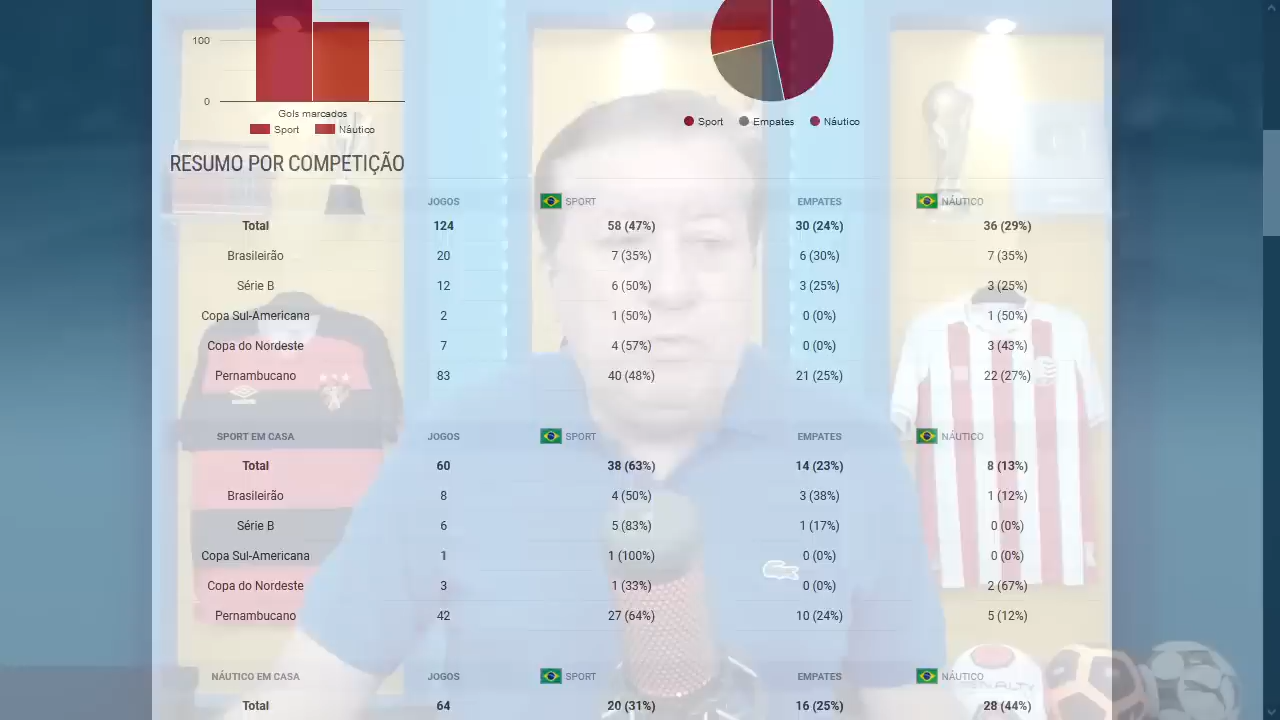 100
0
Gols marcados
Sport Náutico
Sport Empates Náutico
RESUMO POR COMPETIÇÃO
JOGOS SPORT EMPATES NÁUTICO
Total 124 58 (47%) 30 (24%) 36 (29%)
Brasileirão 20 7 (35%) 6 (30%) 7 (35%)
Série B 12 6 (50%) 3 (25%) 3 (25%)
Copa Sul-Americana 2 1 (50%) 0 (0%) 1 (50%)
Copa do Nordeste 7 4 (57%) 0 (0%) 3 (43%)
Pernambucano 83 40 (48%) 21 (25%) 22 (27%)
SPORT EM CASA JOGOS SPORT EMPATES NÁUTICO
Total 60 38 (63%) 14 (23%) 8 (13%)
Brasileirão 8 4 (50%) 3 (38%) 1 (12%)
Série B 6 5 (83%) 1 (17%) 0 (0%)
Copa Sul-Americana 1 1 (100%) 0 (0%) 0 (0%)
Copa do Nordeste 3 1 (33%) 0 (0%) 2 (67%)
Pernambucano 42 27 (64%) 10 (24%) 5 (12%)
NÁUTICO EM CASA JOGOS SPORT EMPATES NÁUTICO
Total 64 20 (31%) 16 (25%) 28 (44%)
PENALTY